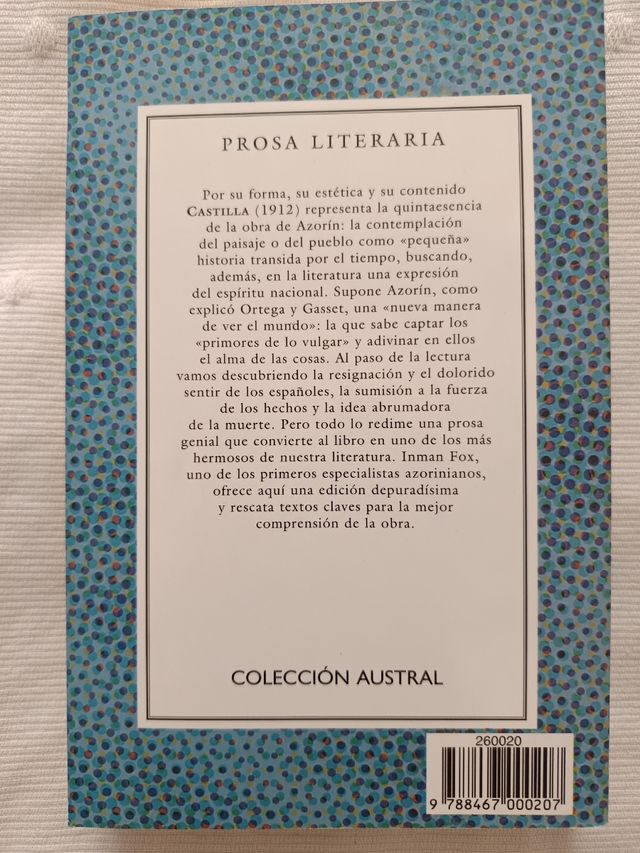 PROSA LITERARIA
Por su forma, su estética y su contenido
CASTILLA (1912) representa la quintaesencia
de la obra de Azorín: la contemplación
del paisaje o del pueblo como «pequeña»
historia transida por el tiempo, buscando,
además, en la literatura una expresión
del espíritu nacional. Supone Azorín, como
explicó Ortega y Gasset, una «nueva manera
de ver el mundo»: la que sabe captar los
«primores de lo vulgar» y adivinar en ellos
el alma de las cosas. Al paso de la lectura
vamos descubriendo la resignación y el dolorido
sentir de los españoles, la sumisión a la fuerza
de los hechos y la idea abrumadora
de la muerte. Pero todo lo redime una prosa
genial que convierte al libro en uno de los más
hermosos de nuestra literatura. Inman Fox,
uno de los primeros especialistas azorinianos,
ofrece aquí una edición depuradísima
y rescata textos claves para la mejor
comprensión de la obra.
COLECCIÓN AUSTRAL
260020
9 788467 000207